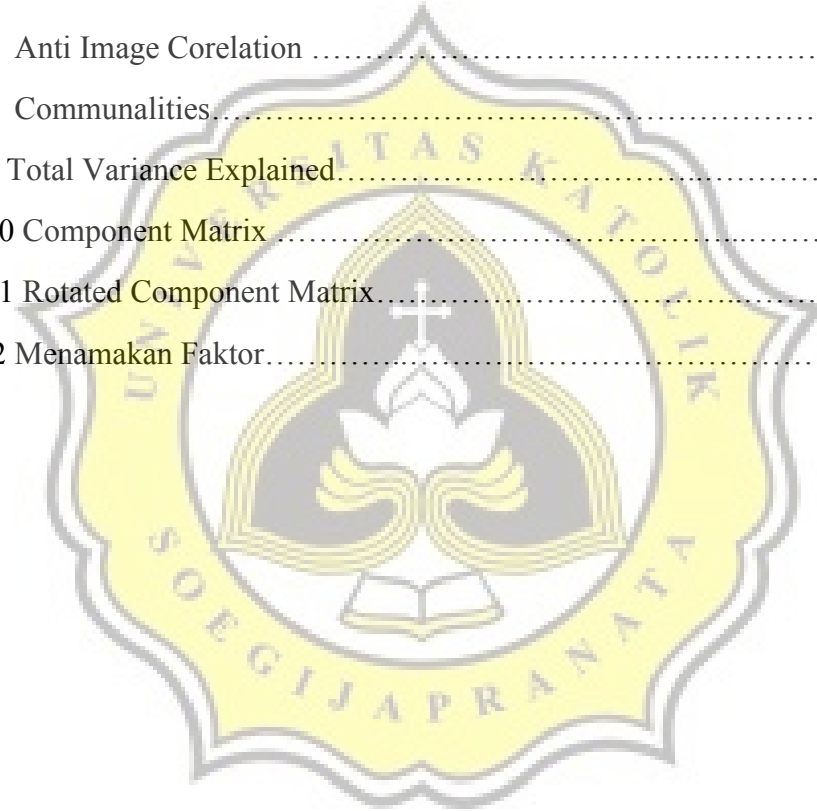 Anti Image Corelation ………………………………………..………….
Communalities…………………………………………………………
Total Variance Explained……………………………………..………….
0 Component Matrix …………………………………………..…………
1 Rotated Component Matrix……………………………………..………
2 Menamakan Faktor……………………………………………………
UNIVERSITAS KATOLIK
SOEGIJAPRANATA